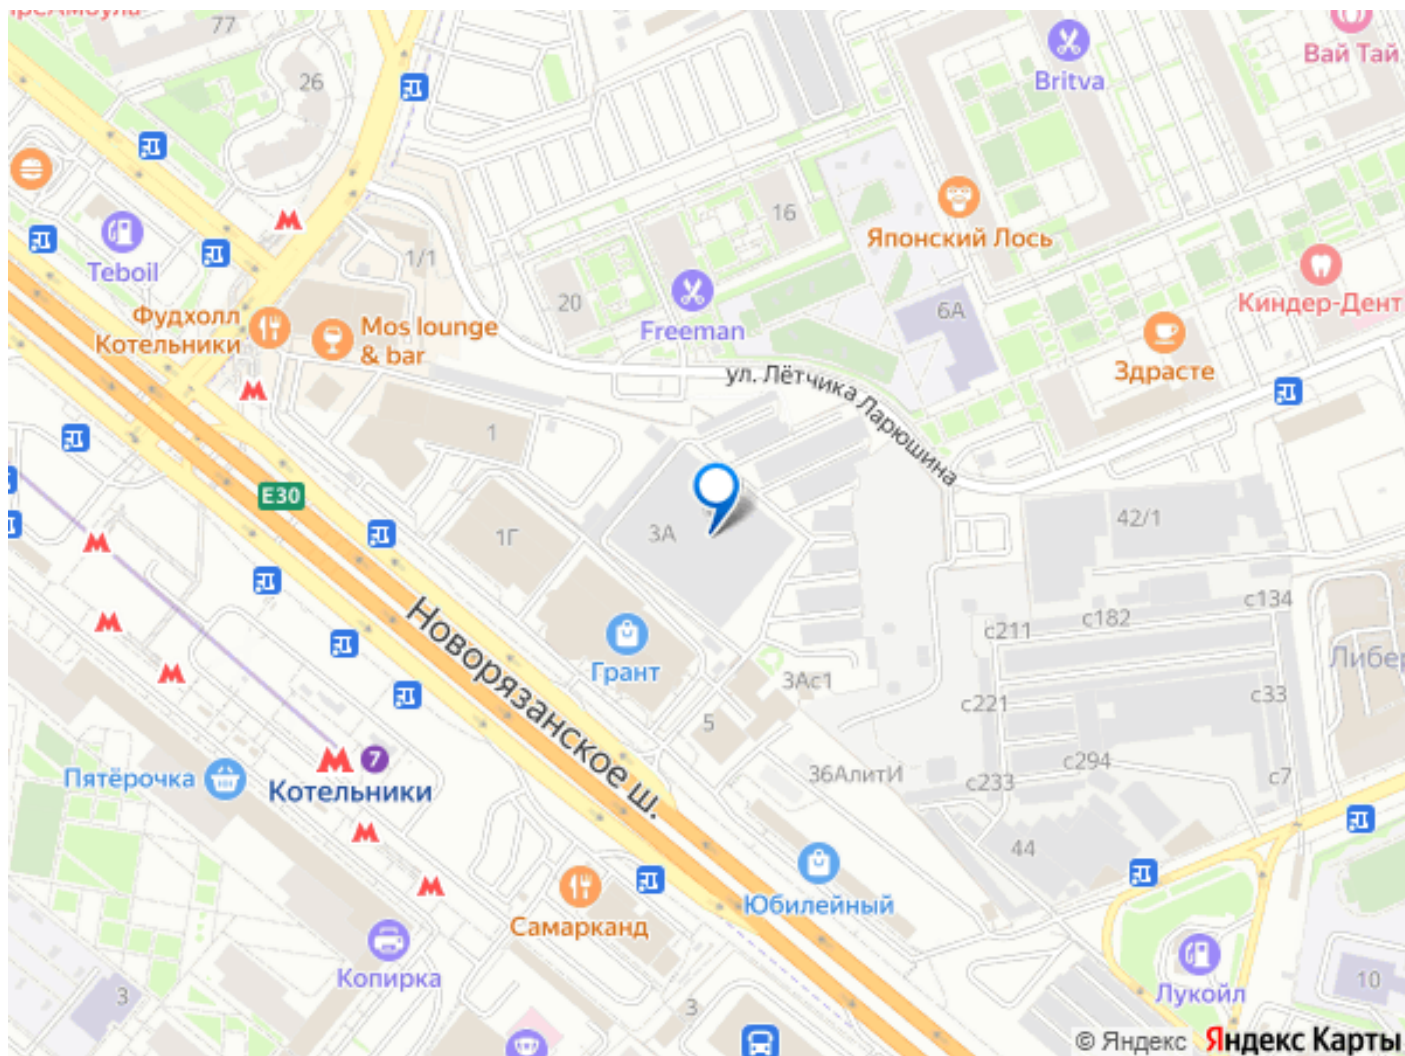 77
26
Britva
Вай Тай
Teboil
1/1
16
20
Японский Лось
Киндер-Дент
Фудхолл
Котельники
Mos lounge
& bar
Freeman
6А
Здрасте
ул. Лётчика Ларюшина
1
E30
1Г
3А
42/1
Новорязанское ш.
Грант
с134
с182
с211
3Ас1
с221
с33
5
7
Котельники
Пятёрочка
36АлитИ
с294
с233
с7
44
Юбилейный
Самарканд
Копирка
Лукойл
10
3
3
© Яндекс Яндекс Карты